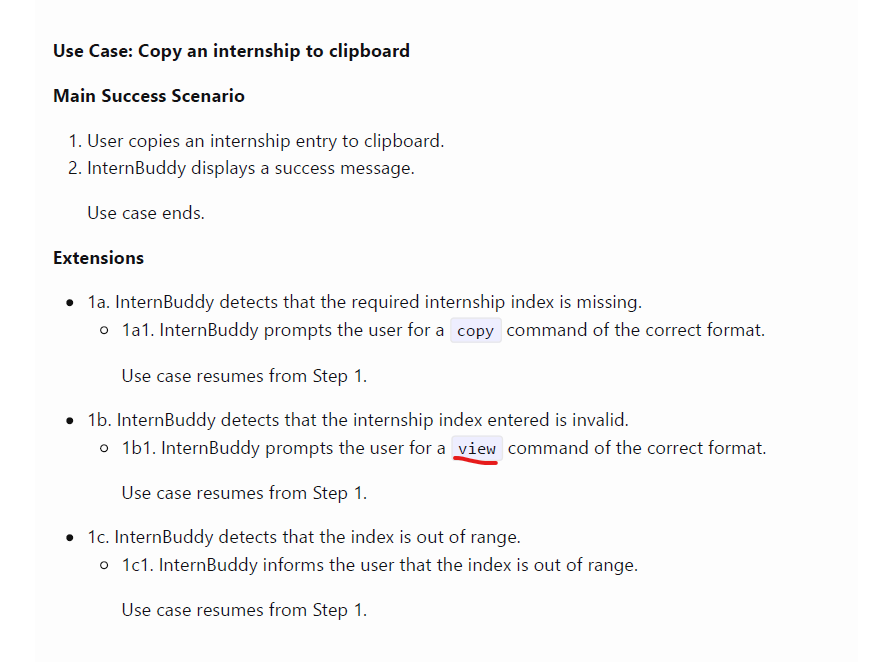 Use Case: Copy an internship to clipboard
Main Success Scenario
1. User copies an internship entry to clipboard.
2. InternBuddy displays a success message.
Use case ends.
Extensions
• 1a. InternBuddy detects that the required internship index is missing.
○ 1a1. InternBuddy prompts the user for a copy command of the correct format.
Use case resumes from Step 1.
• 1b. InternBuddy detects that the internship index entered is invalid.
○ 1b1. InternBuddy prompts the user for a view command of the correct format.
Use case resumes from Step 1.
• 1c. InternBuddy detects that the index is out of range.
○ 1c1. InternBuddy informs the user that the index is out of range.
Use case resumes from Step 1.